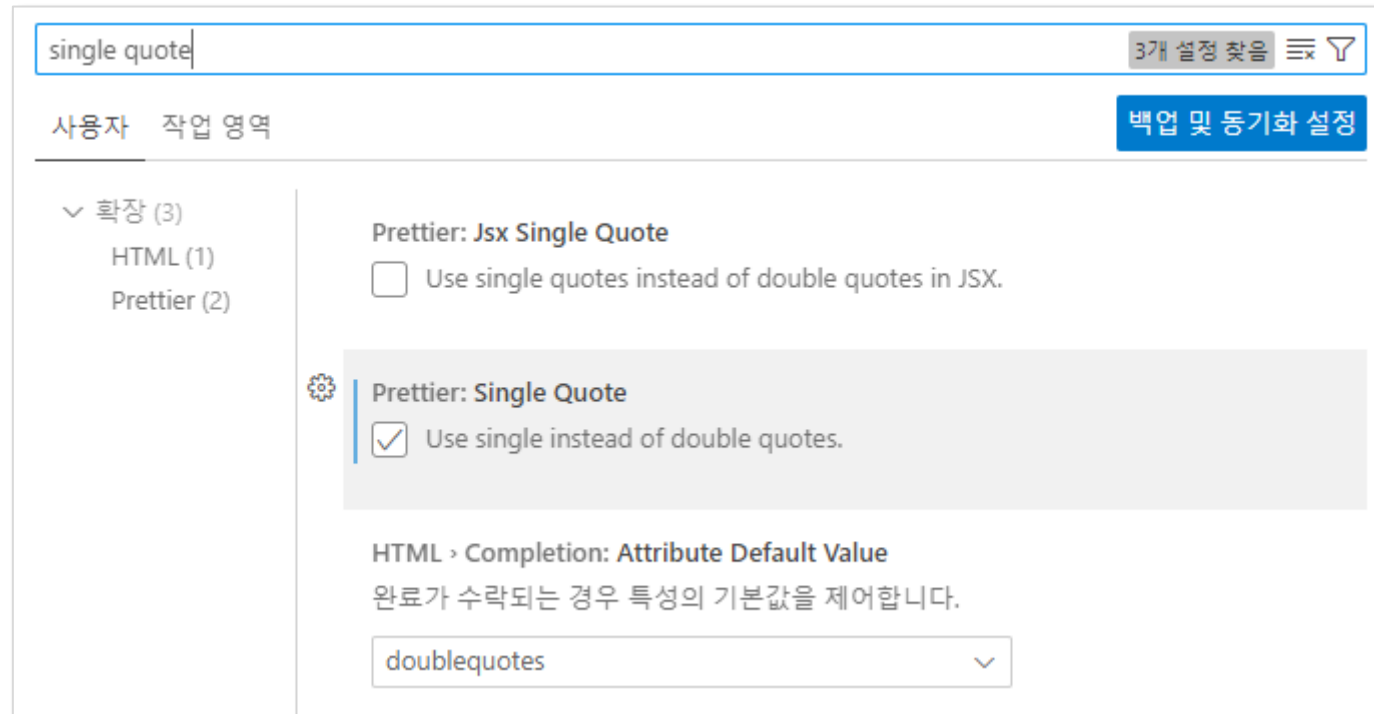 single quote
3개 설정 찾음
사용자 작업 영역
백업 및 동기화 설정
확장 (3)
HTML (1)
Prettier (2)
Prettier: Jsx Single Quote
Use single quotes instead of double quotes in JSX.
Prettier: Single Quote
Use single instead of double quotes.
HTML › Completion: Attribute Default Value
완료가 수락되는 경우 특성의 기본값을 제어합니다.
doublequotes